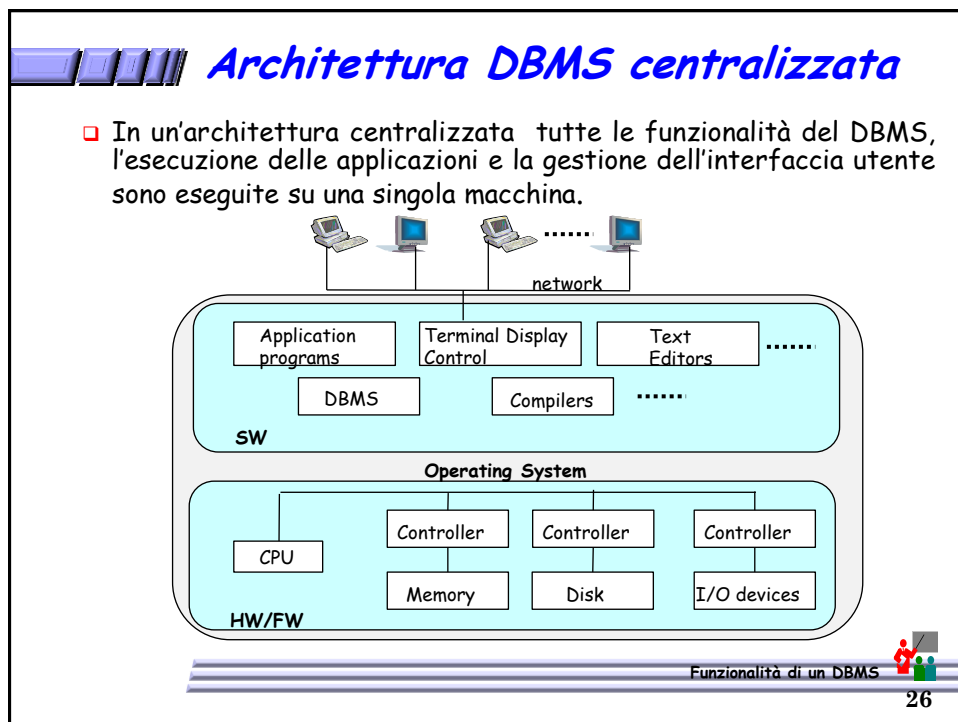 Architettura DBMS centralizzata
In un'architettura centralizzata tutte le funzionalità del DBMS,
l'esecuzione delle applicazioni e la gestione dell'interfaccia utente
sono eseguite su una singola macchina.
network
Application
programs
Terminal Display
Control
Text
Editors
DBMS
Compilers
SW
Operating System
Controller
Controller
Controller
CPU
Memory
Disk
I/O devices
HW/FW
Funzionalità di un DBMS
26